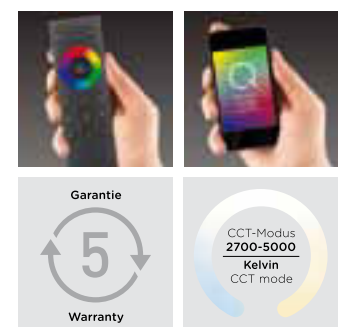 Garantie
5
Warranty
CCT-Modus
2700-5000
Kelvin
CCT mode